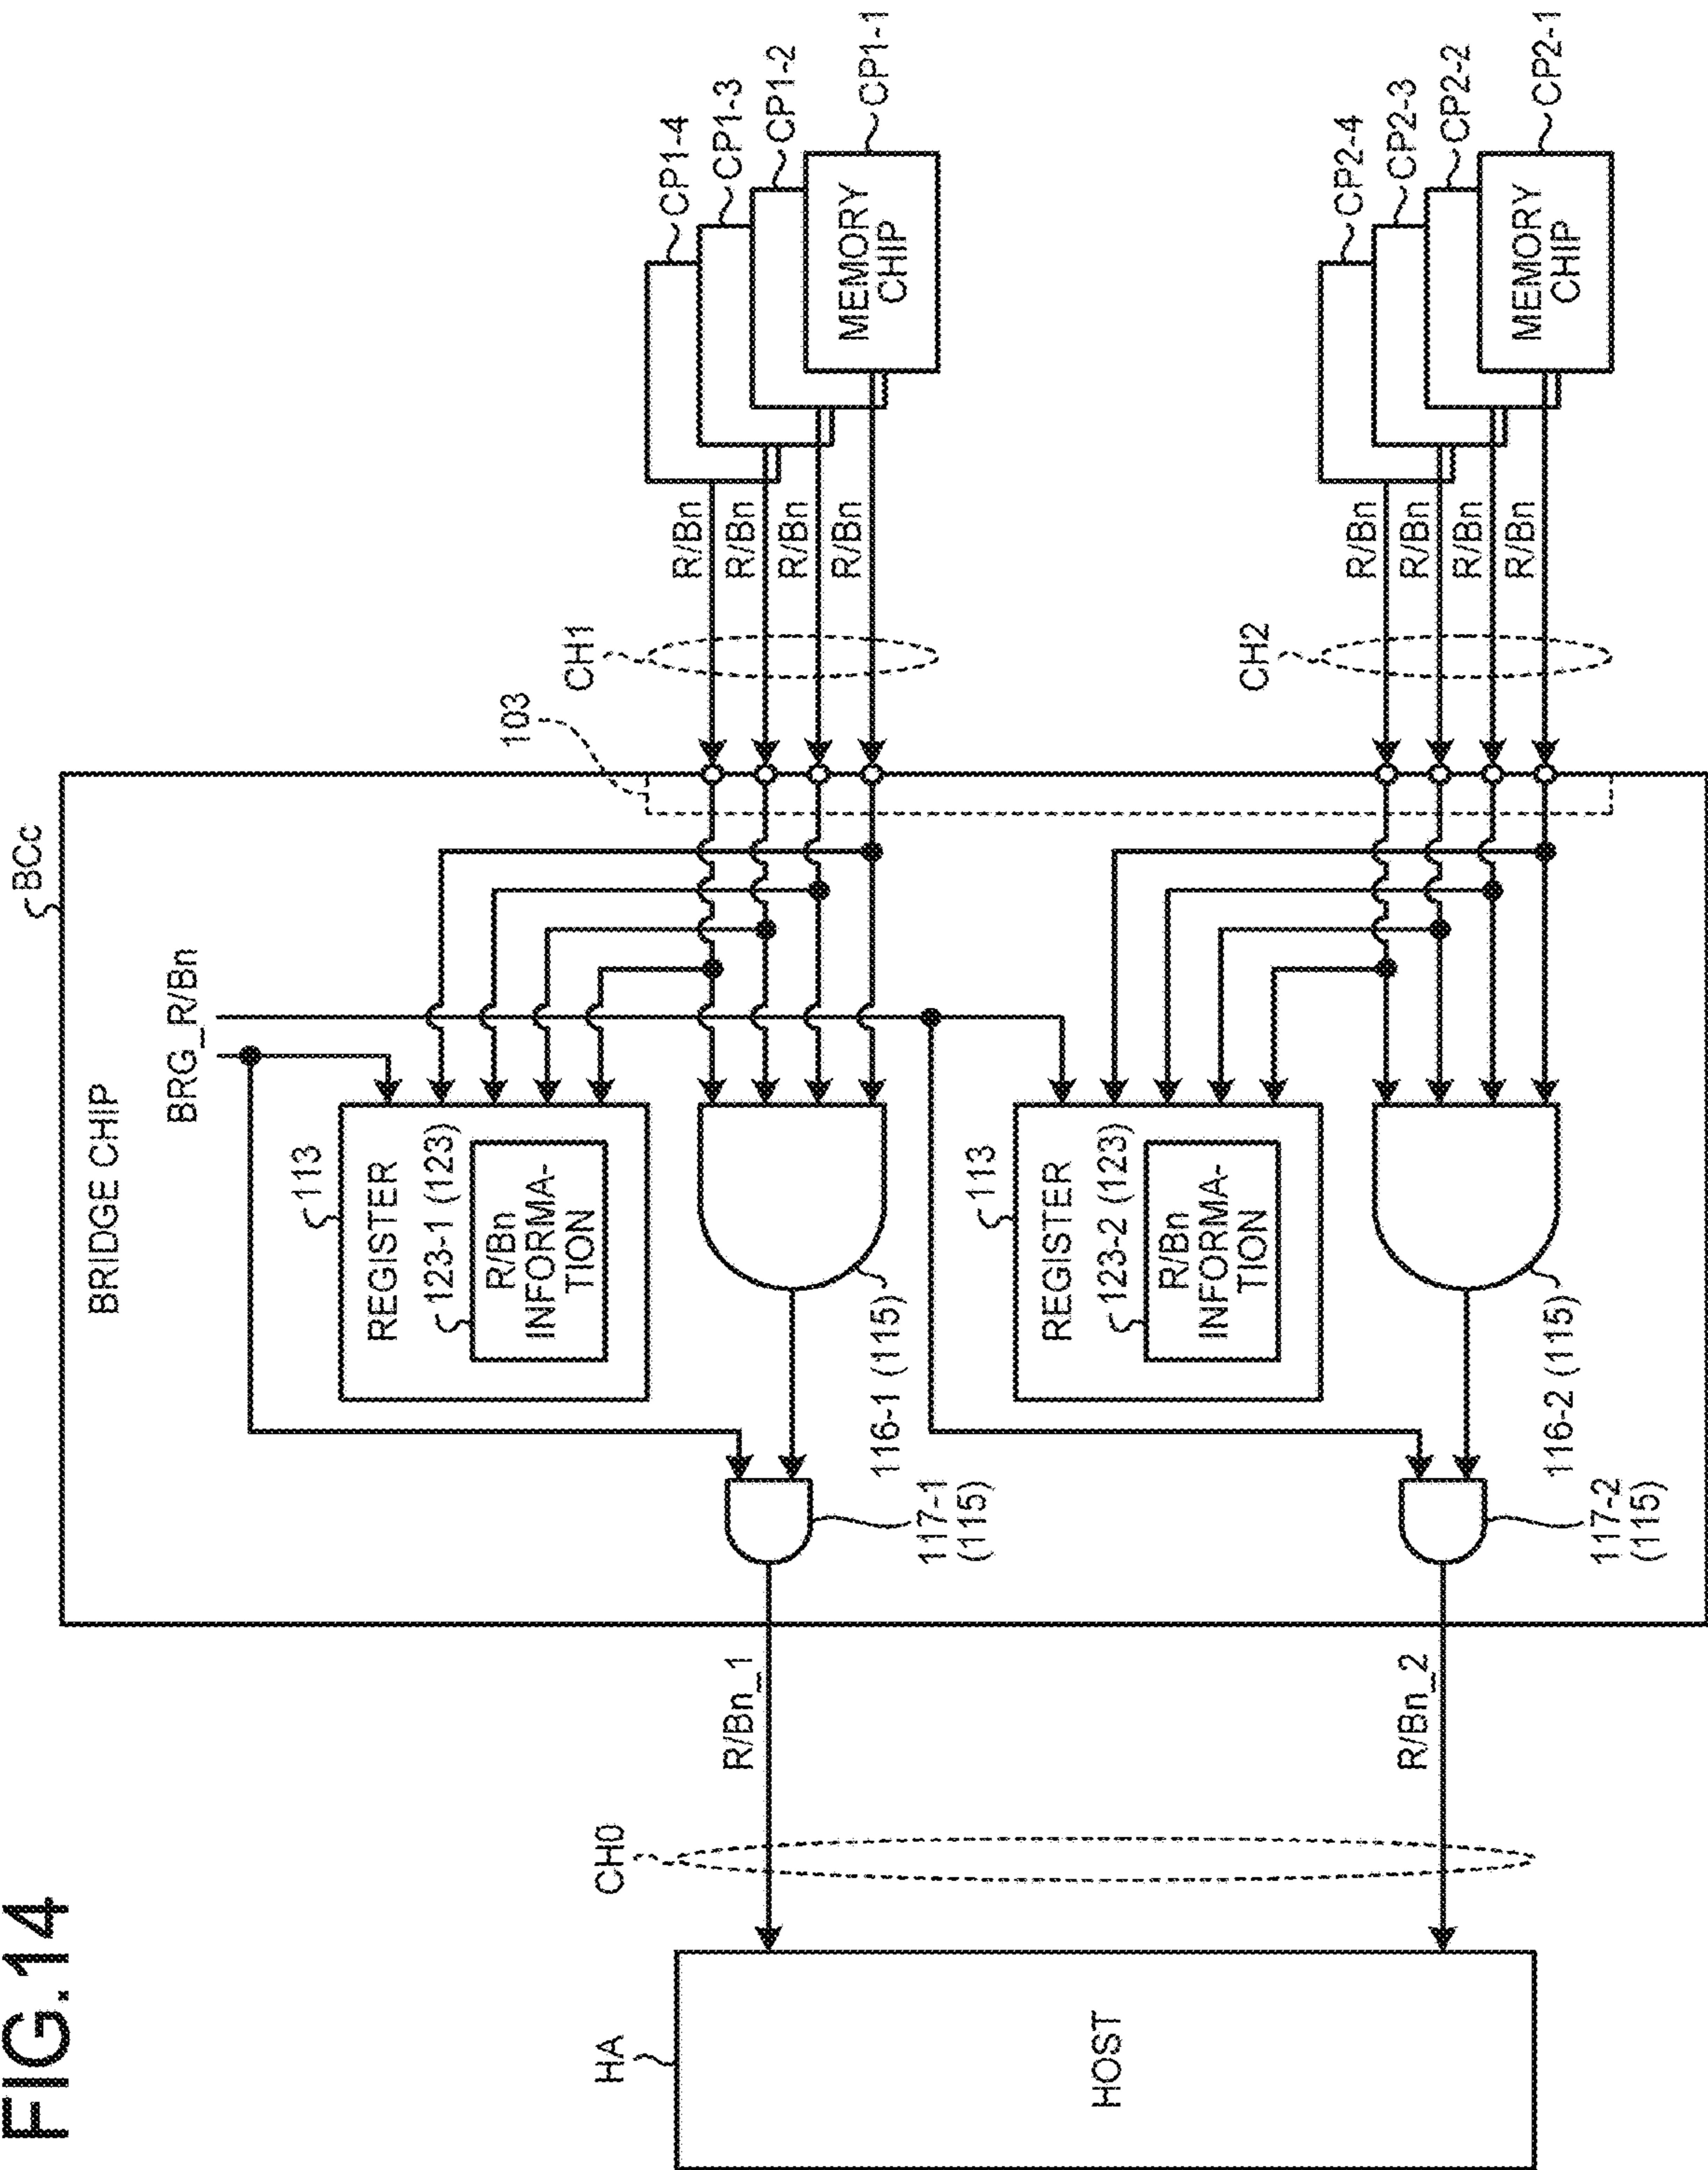 FIG.14
BRIDGE CHIP
BCc
BRG_R/Bn
113
REGISTER
123-1 (123)
R/Bn
INFORMA-
TION
103
CH1
R/Bn
R/Bn
R/Bn
R/Bn
CP1-4
CP1-3
CP1-2
CP1-1
MEMORY
CHIP
116-1 (115)
117-1
(115)
R/Bn_1
CH0
HA
HOST
113
REGISTER
123-2 (123)
R/Bn
INFORMA-
TION
CH2
R/Bn
R/Bn
R/Bn
R/Bn
CP2-4
CP2-3
CP2-2
CP2-1
MEMORY
CHIP
116-2 (115)
117-2
(115)
R/Bn_2